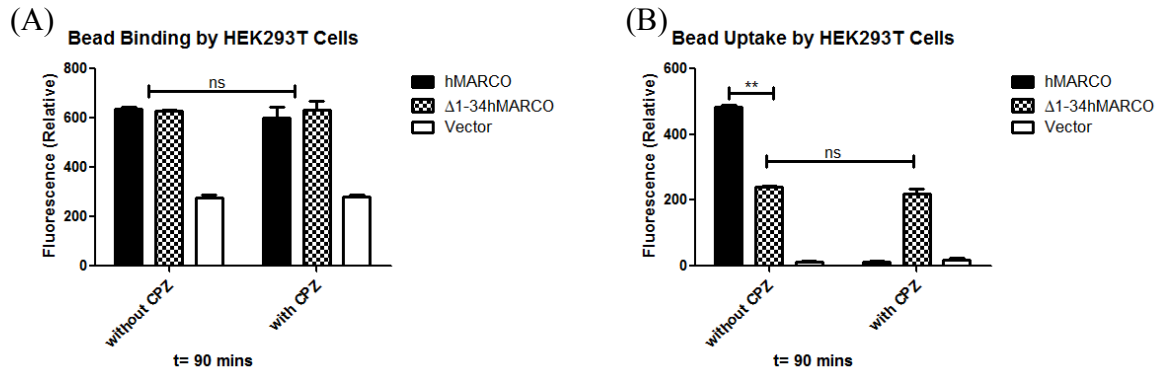 (A)
Bead Binding by HEK293T Cells
Fluorescence (Relative)
800
600
400
200
0
ns
hMARCO
Δ1-34hMARCO
Vector
without CPZ
with CPZ
t= 90 mins
(B)
Bead Uptake by HEK293T Cells
Fluorescence (Relative)
600
400
200
0
**
ns
hMARCO
Δ1-34hMARCO
Vector
without CPZ
with CPZ
t= 90 mins